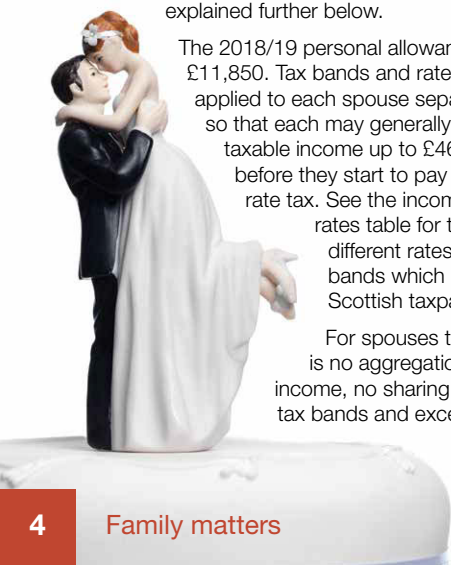 explained further below.
The 2018/19 personal allowan
£11,850. Tax bands and rate
applied to each spouse sepa
so that each may generally
taxable income up to £46
before they start to pay
rate tax. See the incom
rates table for t
different rates
bands which
Scottish taxpa
For spouses t
is no aggregatio
income, no sharing
tax bands and exce
4 Family matters